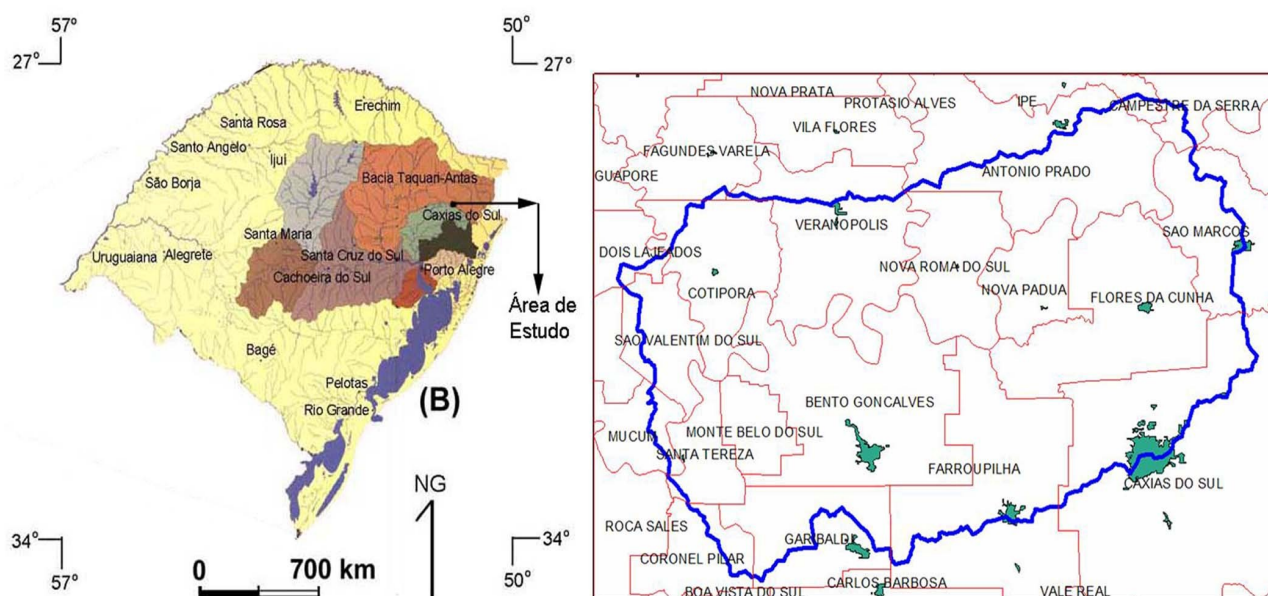 57°
50°
27°
27°
Erechim
Santa Rosa
Santo Angelo
Ijuí
São Borja
Bacia Taquari-Antas
Caxias do Sul
Santa Maria
Santa Cruz do Sul
Uruguaiana
Alegrete
Cachoeira do Sul
Porto Alegre
Área de
Estudo
Bagé
Pelotas
(B)
Rio Grande
NG
34°
34°
57°
50°
0
700 km
NOVA PRATA
PROTASIO ALVES
IPE
CAMPESTRE DA SERRA
VILA FLORES
FAGUNDES VARELA
GUAPORE
ANTONIO PRADO
VERANOPOLIS
SAO MARCOS
DOIS LAJEADOS
NOVA ROMA DO SUL
COTIPORA
NOVA PADUA
FLORES DA CUNHA
SAO VALENTIM DO SUL
BENTO GONCALVES
MUCUM
MONTE BELO DO SUL
SANTA TEREZA
FARROUPILHA
CAXIAS DO SUL
ROCA SALES
GARIBALDI
CORONEL PILAR
CARLOS BARBOSA
BOA VISTA DO SUL
VALE REAL